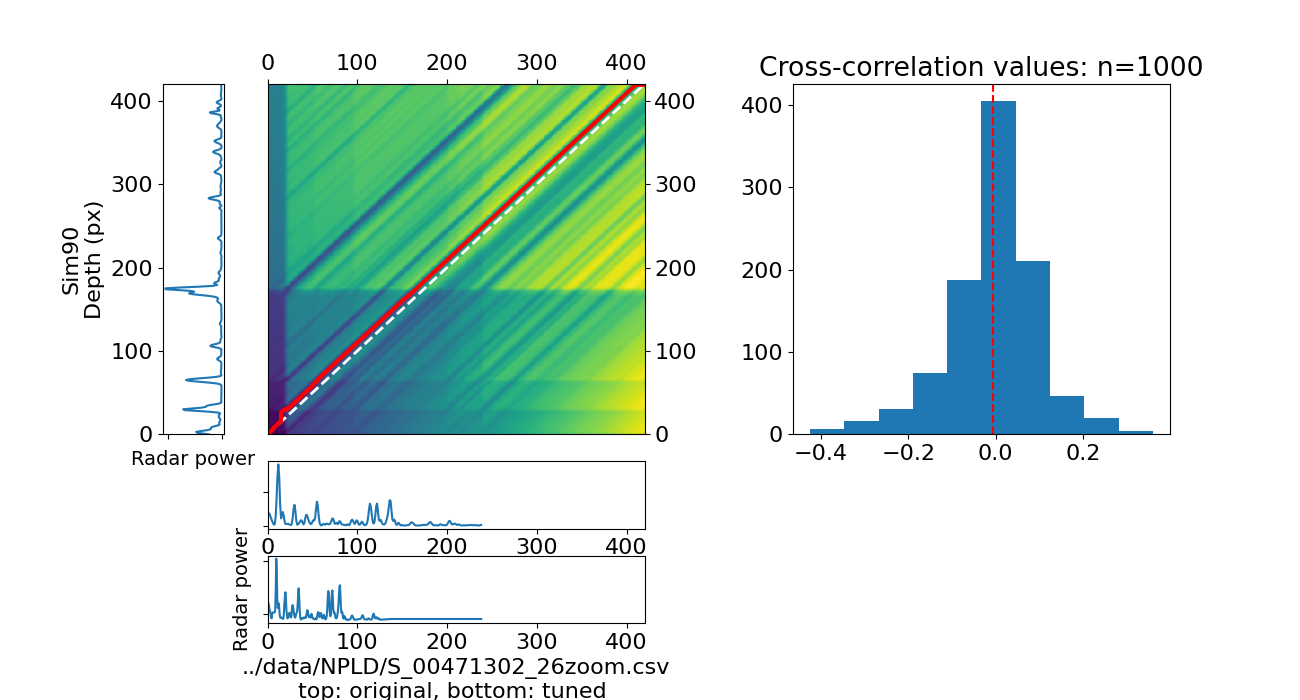 0 100 200 300 400
Cross-correlation values: n=1000
400
300
200
100
0
Sim90
Depth (px)
Radar power
400
300
200
100
0
400
300
200
100
0
−0.4 −0.2 0.0 0.2
0 100 200 300 400
Radar power
0 100 200 300 400
../data/NPLD/S_00471302_26zoom.csv
top: original, bottom: tuned